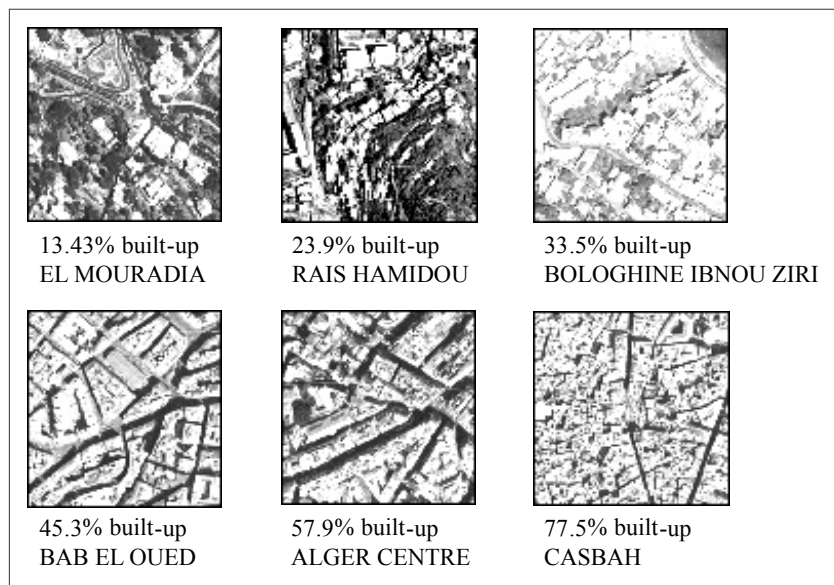 13.43% built-up
EL MOURADIA
23.9% built-up
RAIS HAMIDOU
33.5% built-up
BOLOGHINE IBNOU ZIRI
45.3% built-up
BAB EL OUED
57.9% built-up
ALGER CENTRE
77.5% built-up
CASBAH